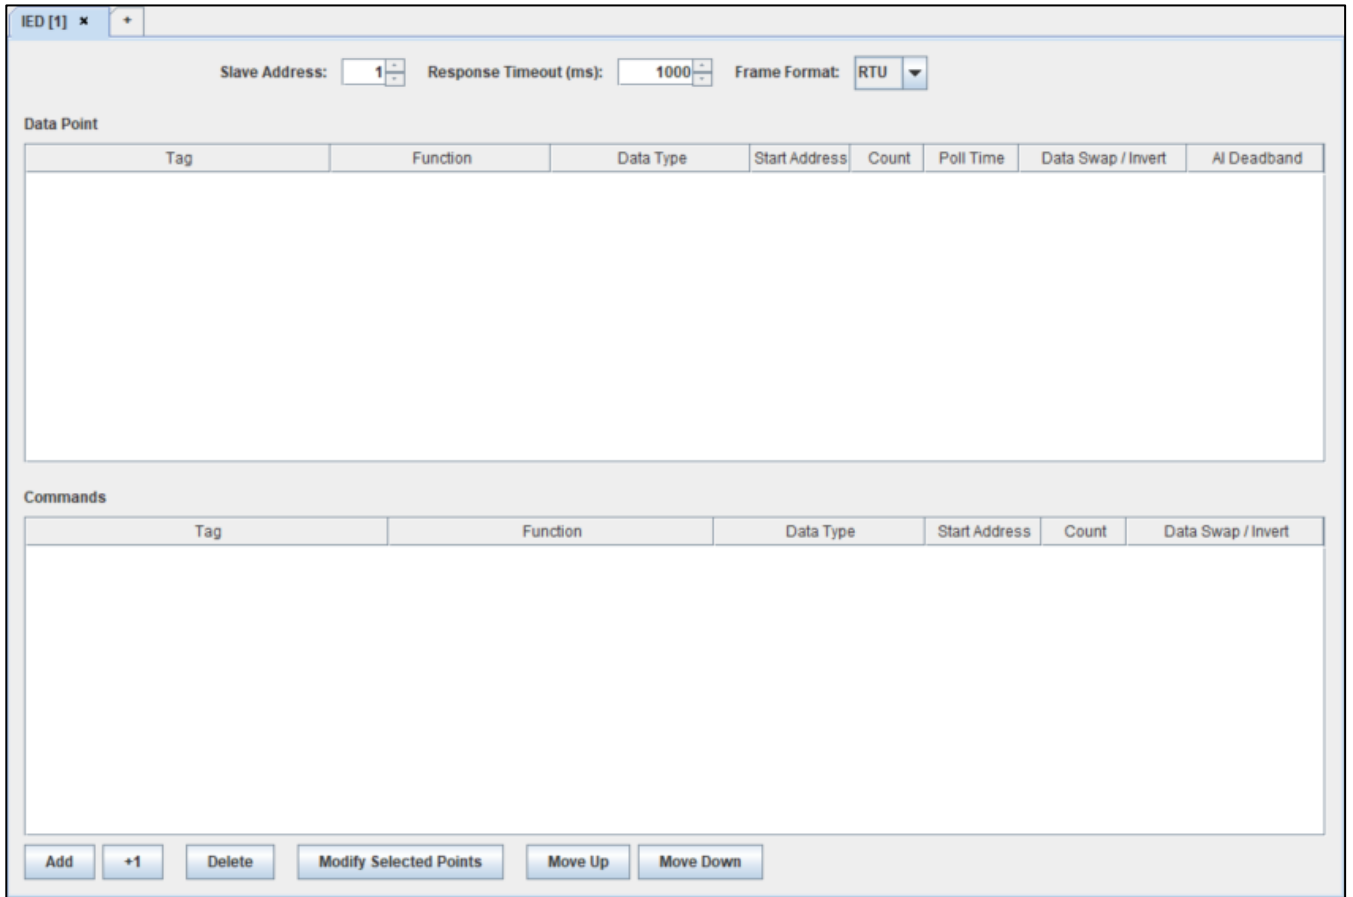 IED [1] × +
Slave Address: 1 Response Timeout (ms): 1000 Frame Format: RTU
Data Point
Tag Function Data Type Start Address Count Poll Time Data Swap / Invert AI Deadband
Commands
Tag Function Data Type Start Address Count Data Swap / Invert
Add +1 Delete Modify Selected Points Move Up Move Down